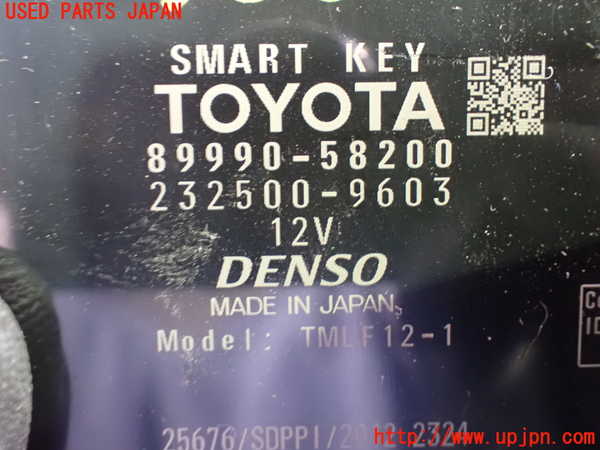 USED PARTS JAPAN
SMART KEY
TOYOTA
89990-58200
232500-9603
12V
DENSO
MADE IN JAPAN
Model: TMLF12-1
http://www.upjpn.com